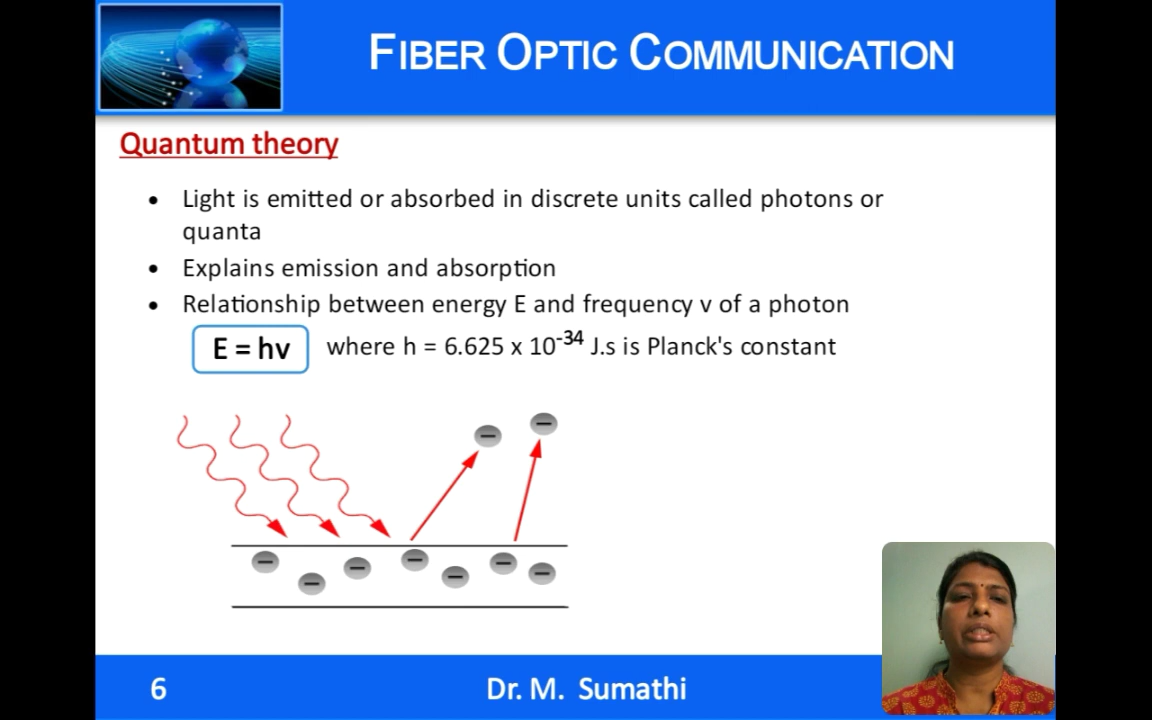 FIBER OPTIC COMMUNICATION
Quantum theory
• Light is emitted or absorbed in discrete units called photons or
quanta
• Explains emission and absorption
• Relationship between energy E and frequency ν of a photon
E = hν where h = 6.625 x 10⁻³⁴ J.s is Planck's constant
6 Dr. M. Sumathi